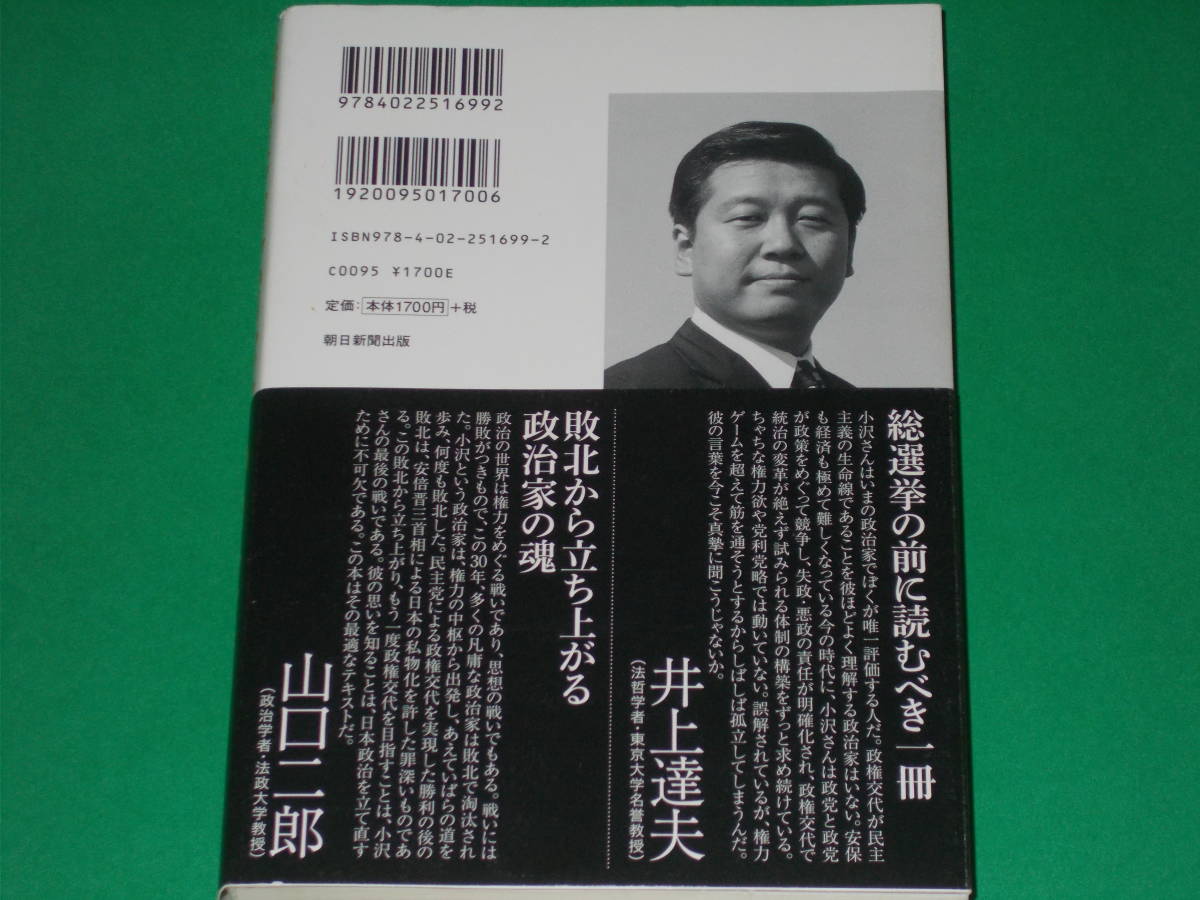 9784022516992
1920095017006
ISBN978-4-02-251699-2
C0095 ¥1700E
定価：本体1700円＋税
朝日新聞出版
総選挙の前に読むべき一冊
小沢さんはいまの政治家でぼくが唯一評価する人だ。政権交代が民主
主義の生命線であることを彼ほどよく理解する政治家はいない。安保
も経済も極めて難しくなっている今の時代に、小沢さんは政党と政党
が政策をめぐって競争し、失政・悪政の責任が明確化され、政権交代で
統治の変革が絶えず試みられる体制の構築をずっと求め続けている。
ちゃちな権力欲や党利党略では動いていない。誤解されているが、権力
ゲームを超えて筋を通そうとするからしばしば孤立してしまうんだ。
彼の言葉を今こそ真摯に聞こうじゃないか。
井上達夫
（法哲学者・東京大学名誉教授）
敗北から立ち上がる
政治家の魂
政治の世界は権力をめぐる戦いであり、思想の戦いでもある。戦いには
勝敗がつきもので、この30年、多くの凡庸な政治家は敗北で淘汰され
た。小沢という政治家は、権力の中枢から出発し、あえていばらの道を
歩み、何度も敗北した。民主党による政権交代を実現した勝利の後の
敗北は、安倍晋三首相による日本の私物化を許した罪深いものであ
る。この敗北から立ち上がり、もう一度政権交代を目指すことは、小沢
さんの最後の戦いである。彼の思いを知ることは、日本政治を立て直す
ために不可欠である。この本はその最適なテキストだ。
山口二郎
（政治学者・法政大学教授）